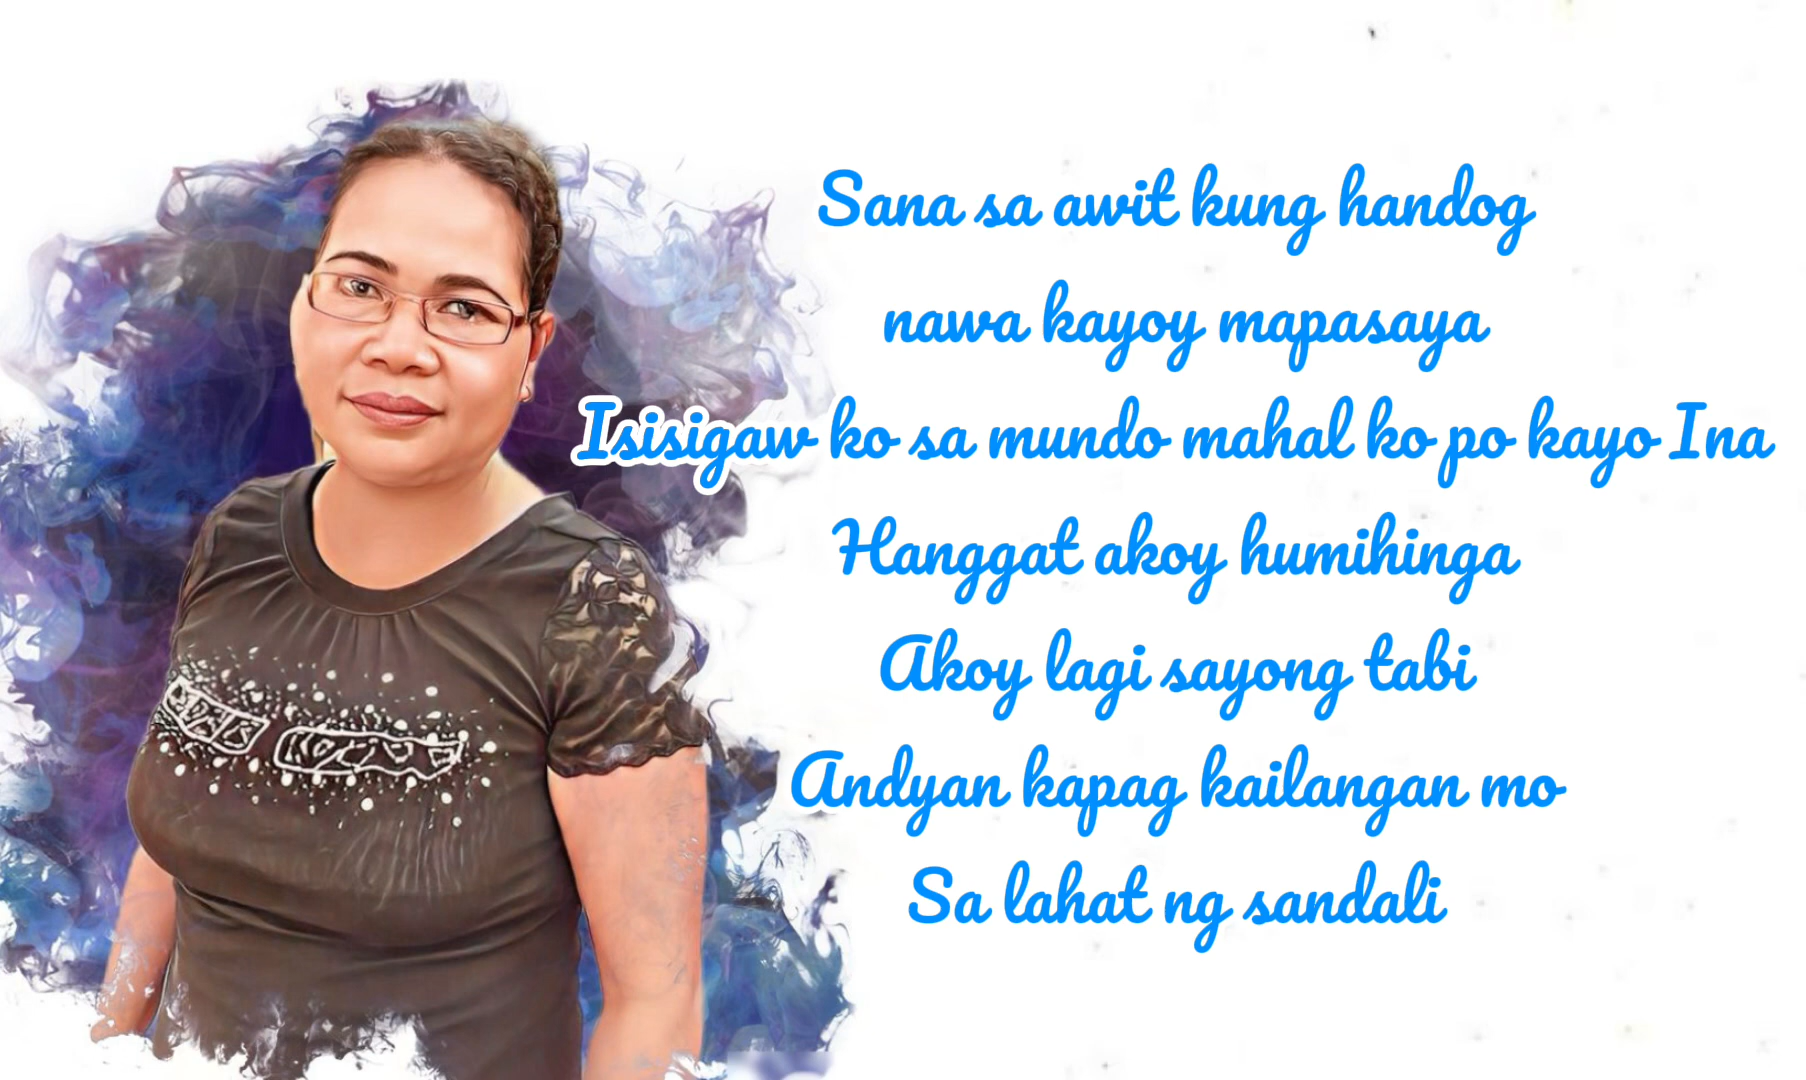 Sana sa awit kung handog
nawa kayoy mapasaya
Isisigaw ko sa mundo mahal ko po kayo Ina
Hanggat akoy humihinga
Akoy lagi sayong tabi
Andyan kapag kailangan mo
Sa lahat ng sandali